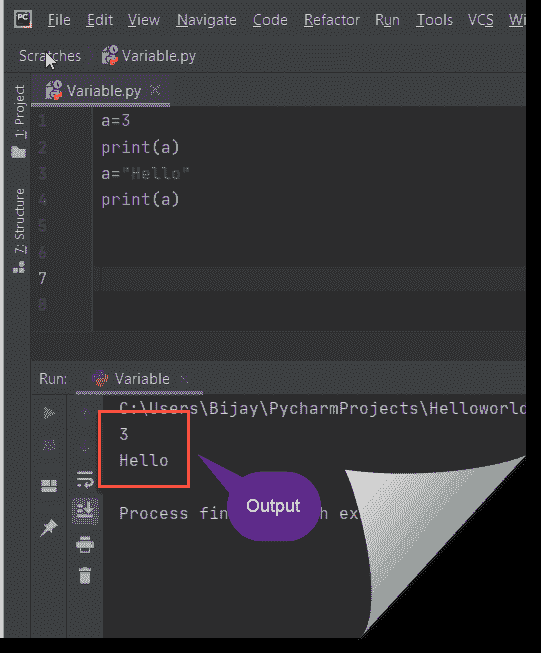 PC File Edit View Navigate Code Refactor Run Tools VCS Wi
Scratches Variable.py
Variable.py
1: Project
7: Structure
1 a=3
2 print(a)
3 a="Hello"
4 print(a)
5
6
7
8
Run: Variable
C:\Users\Bijay\PycharmProjects\Helloworld
3
Hello
Output
Process fin h ex